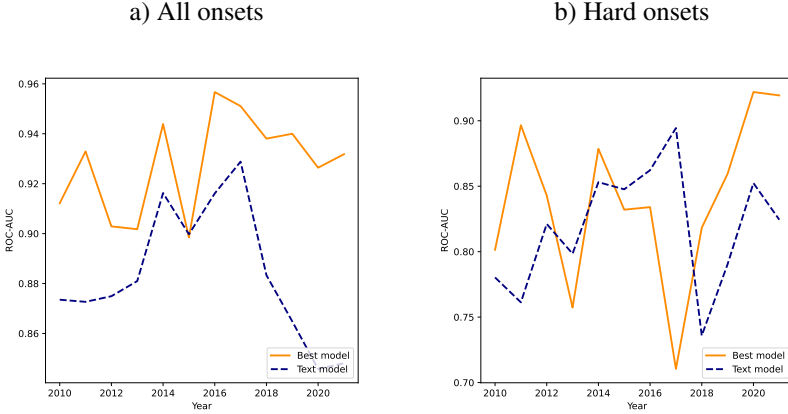 a) All onsets
b) Hard onsets
0.96
0.94
0.92
0.90
0.88
0.86
ROC-AUC
2010
2012
2014
2016
2018
2020
Year
Best model
Text model
0.90
0.85
0.80
0.75
0.70
ROC-AUC
2010
2012
2014
2016
2018
2020
Year
Best model
Text model